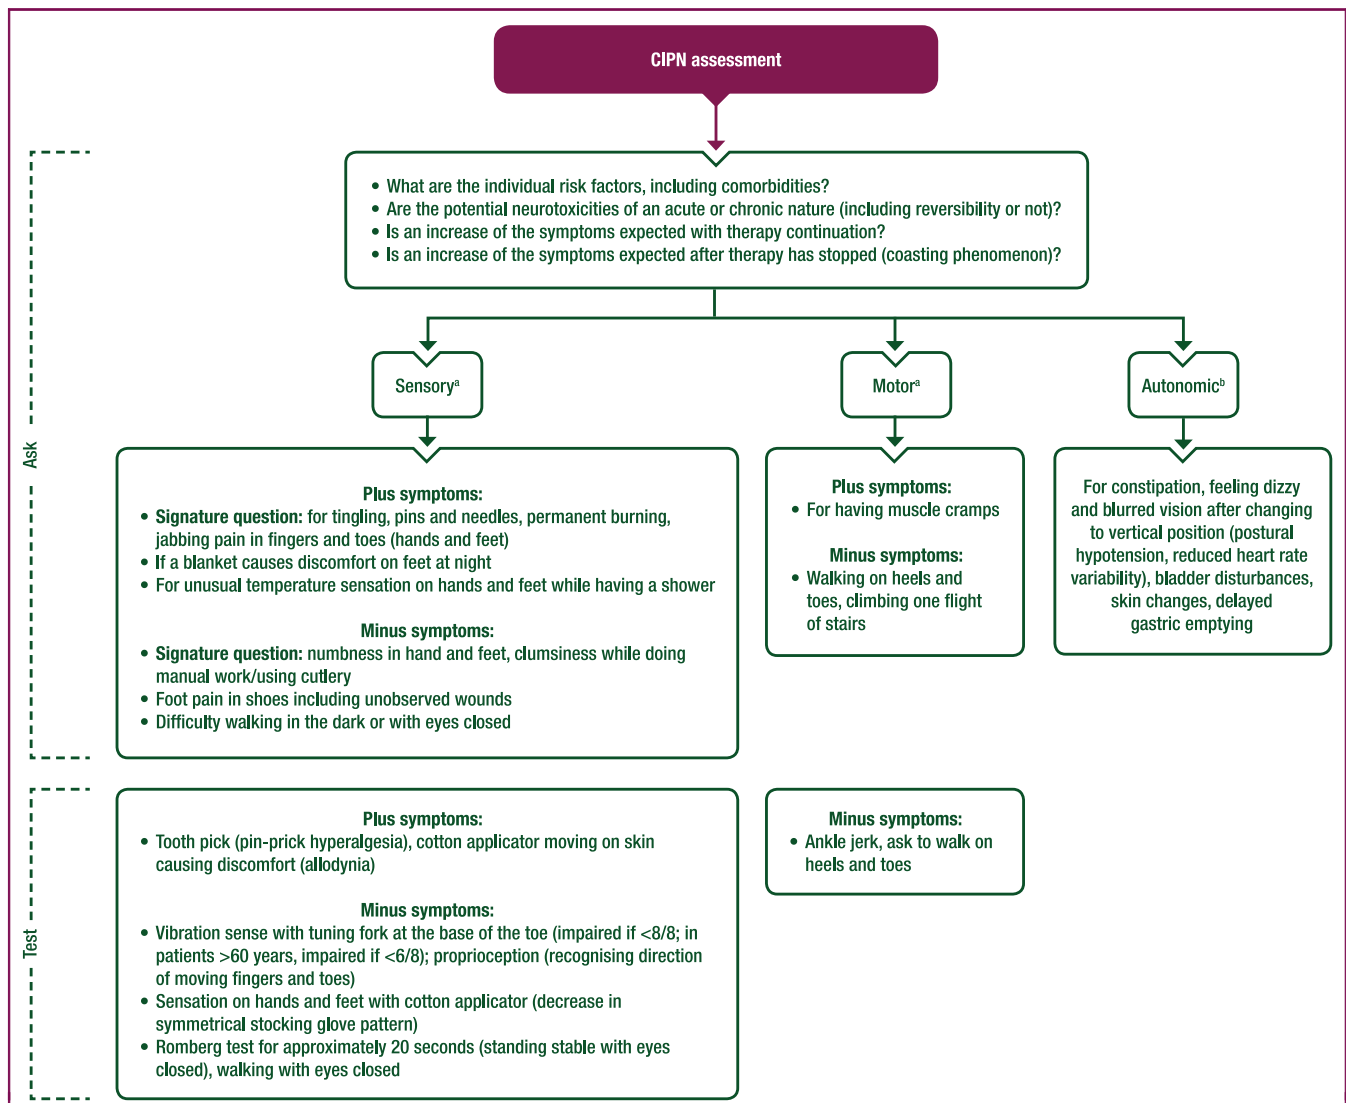 CIPN assessment
• What are the individual risk factors, including comorbidities?
• Are the potential neurotoxicities of an acute or chronic nature (including reversibility or not)?
• Is an increase of the symptoms expected with therapy continuation?
• Is an increase of the symptoms expected after therapy has stopped (coasting phenomenon)?
Ask
Sensoryᵃ
Motorᵃ
Autonomicᵇ
Plus symptoms:
• Signature question: for tingling, pins and needles, permanent burning,
jabbing pain in fingers and toes (hands and feet)
• If a blanket causes discomfort on feet at night
• For unusual temperature sensation on hands and feet while having a shower
Minus symptoms:
• Signature question: numbness in hand and feet, clumsiness while doing
manual work/using cutlery
• Foot pain in shoes including unobserved wounds
• Difficulty walking in the dark or with eyes closed
Plus symptoms:
• For having muscle cramps
Minus symptoms:
• Walking on heels and
toes, climbing one flight
of stairs
For constipation, feeling dizzy
and blurred vision after changing
to vertical position (postural
hypotension, reduced heart rate
variability), bladder disturbances,
skin changes, delayed
gastric emptying
Test
Plus symptoms:
• Tooth pick (pin-prick hyperalgesia), cotton applicator moving on skin
causing discomfort (allodynia)
Minus symptoms:
• Vibration sense with tuning fork at the base of the toe (impaired if <8/8; in
patients >60 years, impaired if <6/8); proprioception (recognising direction
of moving fingers and toes)
• Sensation on hands and feet with cotton applicator (decrease in
symmetrical stocking glove pattern)
• Romberg test for approximately 20 seconds (standing stable with eyes
closed), walking with eyes closed
Minus symptoms:
• Ankle jerk, ask to walk on
heels and toes